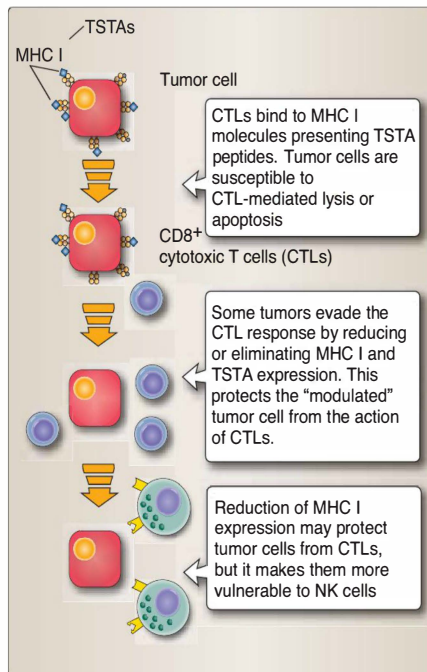 TSTAs
MHC I
Tumor cell
CTLs bind to MHC I
molecules presenting TSTA
peptides. Tumor cells are
susceptible to
CTL-mediated lysis or
apoptosis
CD8+
cytotoxic T cells (CTLs)
Some tumors evade the
CTL response by reducing
or eliminating MHC I and
TSTA expression. This
protects the “modulated”
tumor cell from the action
of CTLs.
Reduction of MHC I
expression may protect
tumor cells from CTLs,
but it makes them more
vulnerable to NK cells